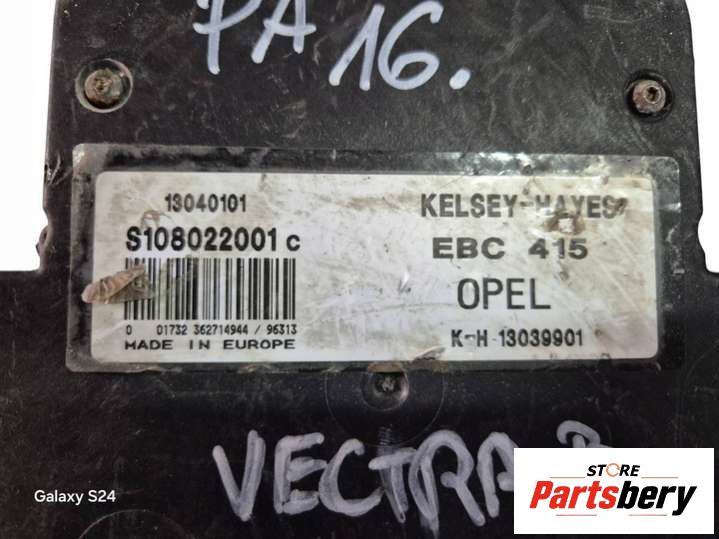 PA 16.
13040101
S108022001 C
0 01732 362714944 / 96313
MADE IN EUROPE
KELSEY-HAYES
EBC 415
OPEL
K-H 13039901
VECTRA B
Galaxy S24
STORE
Partsbery